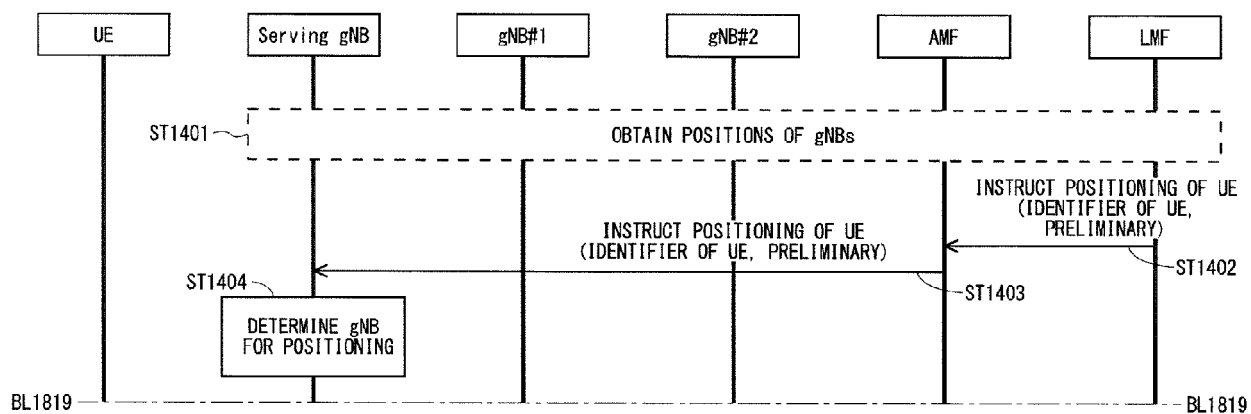 UE
Serving gNB
gNB#1
gNB#2
AMF
LMF
ST1401
OBTAIN POSITIONS OF gNBs
INSTRUCT POSITIONING OF UE
(IDENTIFIER OF UE,
PRELIMINARY)
ST1402
INSTRUCT POSITIONING OF UE
(IDENTIFIER OF UE, PRELIMINARY)
ST1403
ST1404
DETERMINE gNB
FOR POSITIONING
BL1819
BL1819